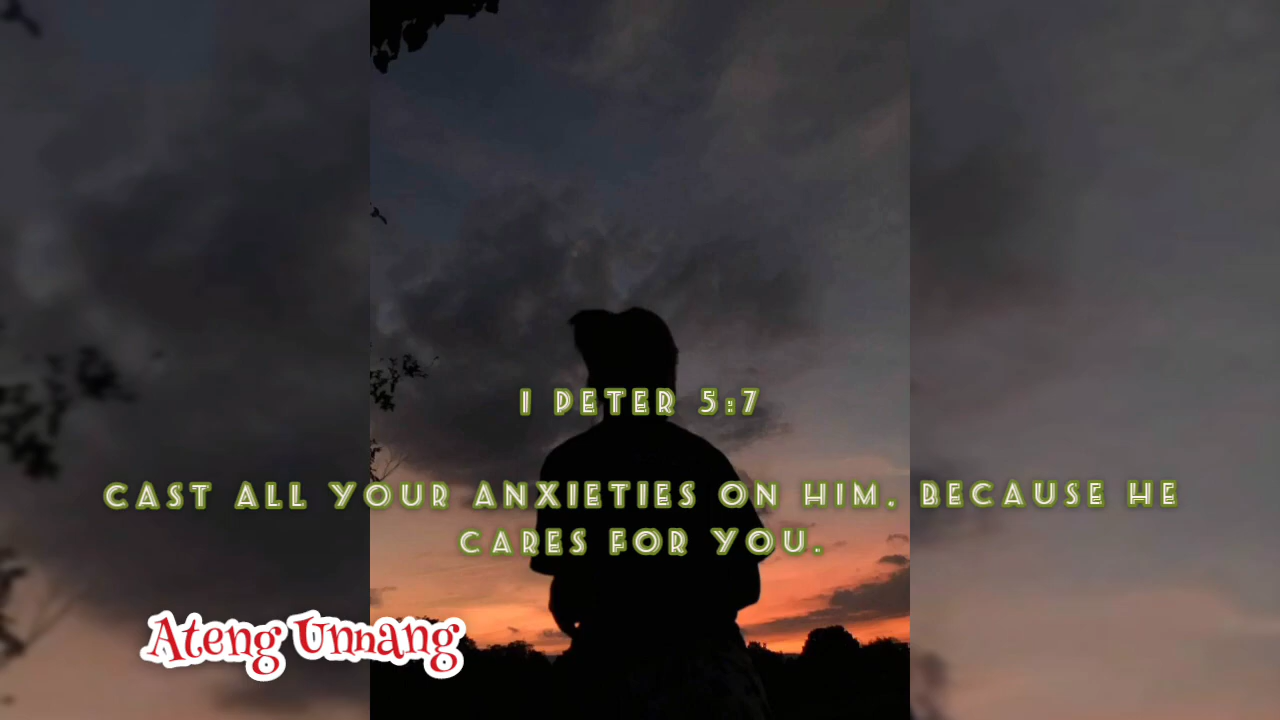 1 PETER 5:7
CAST ALL YOUR ANXIETIES ON HIM, BECAUSE HE
CARES FOR YOU.
Ateng Unnang